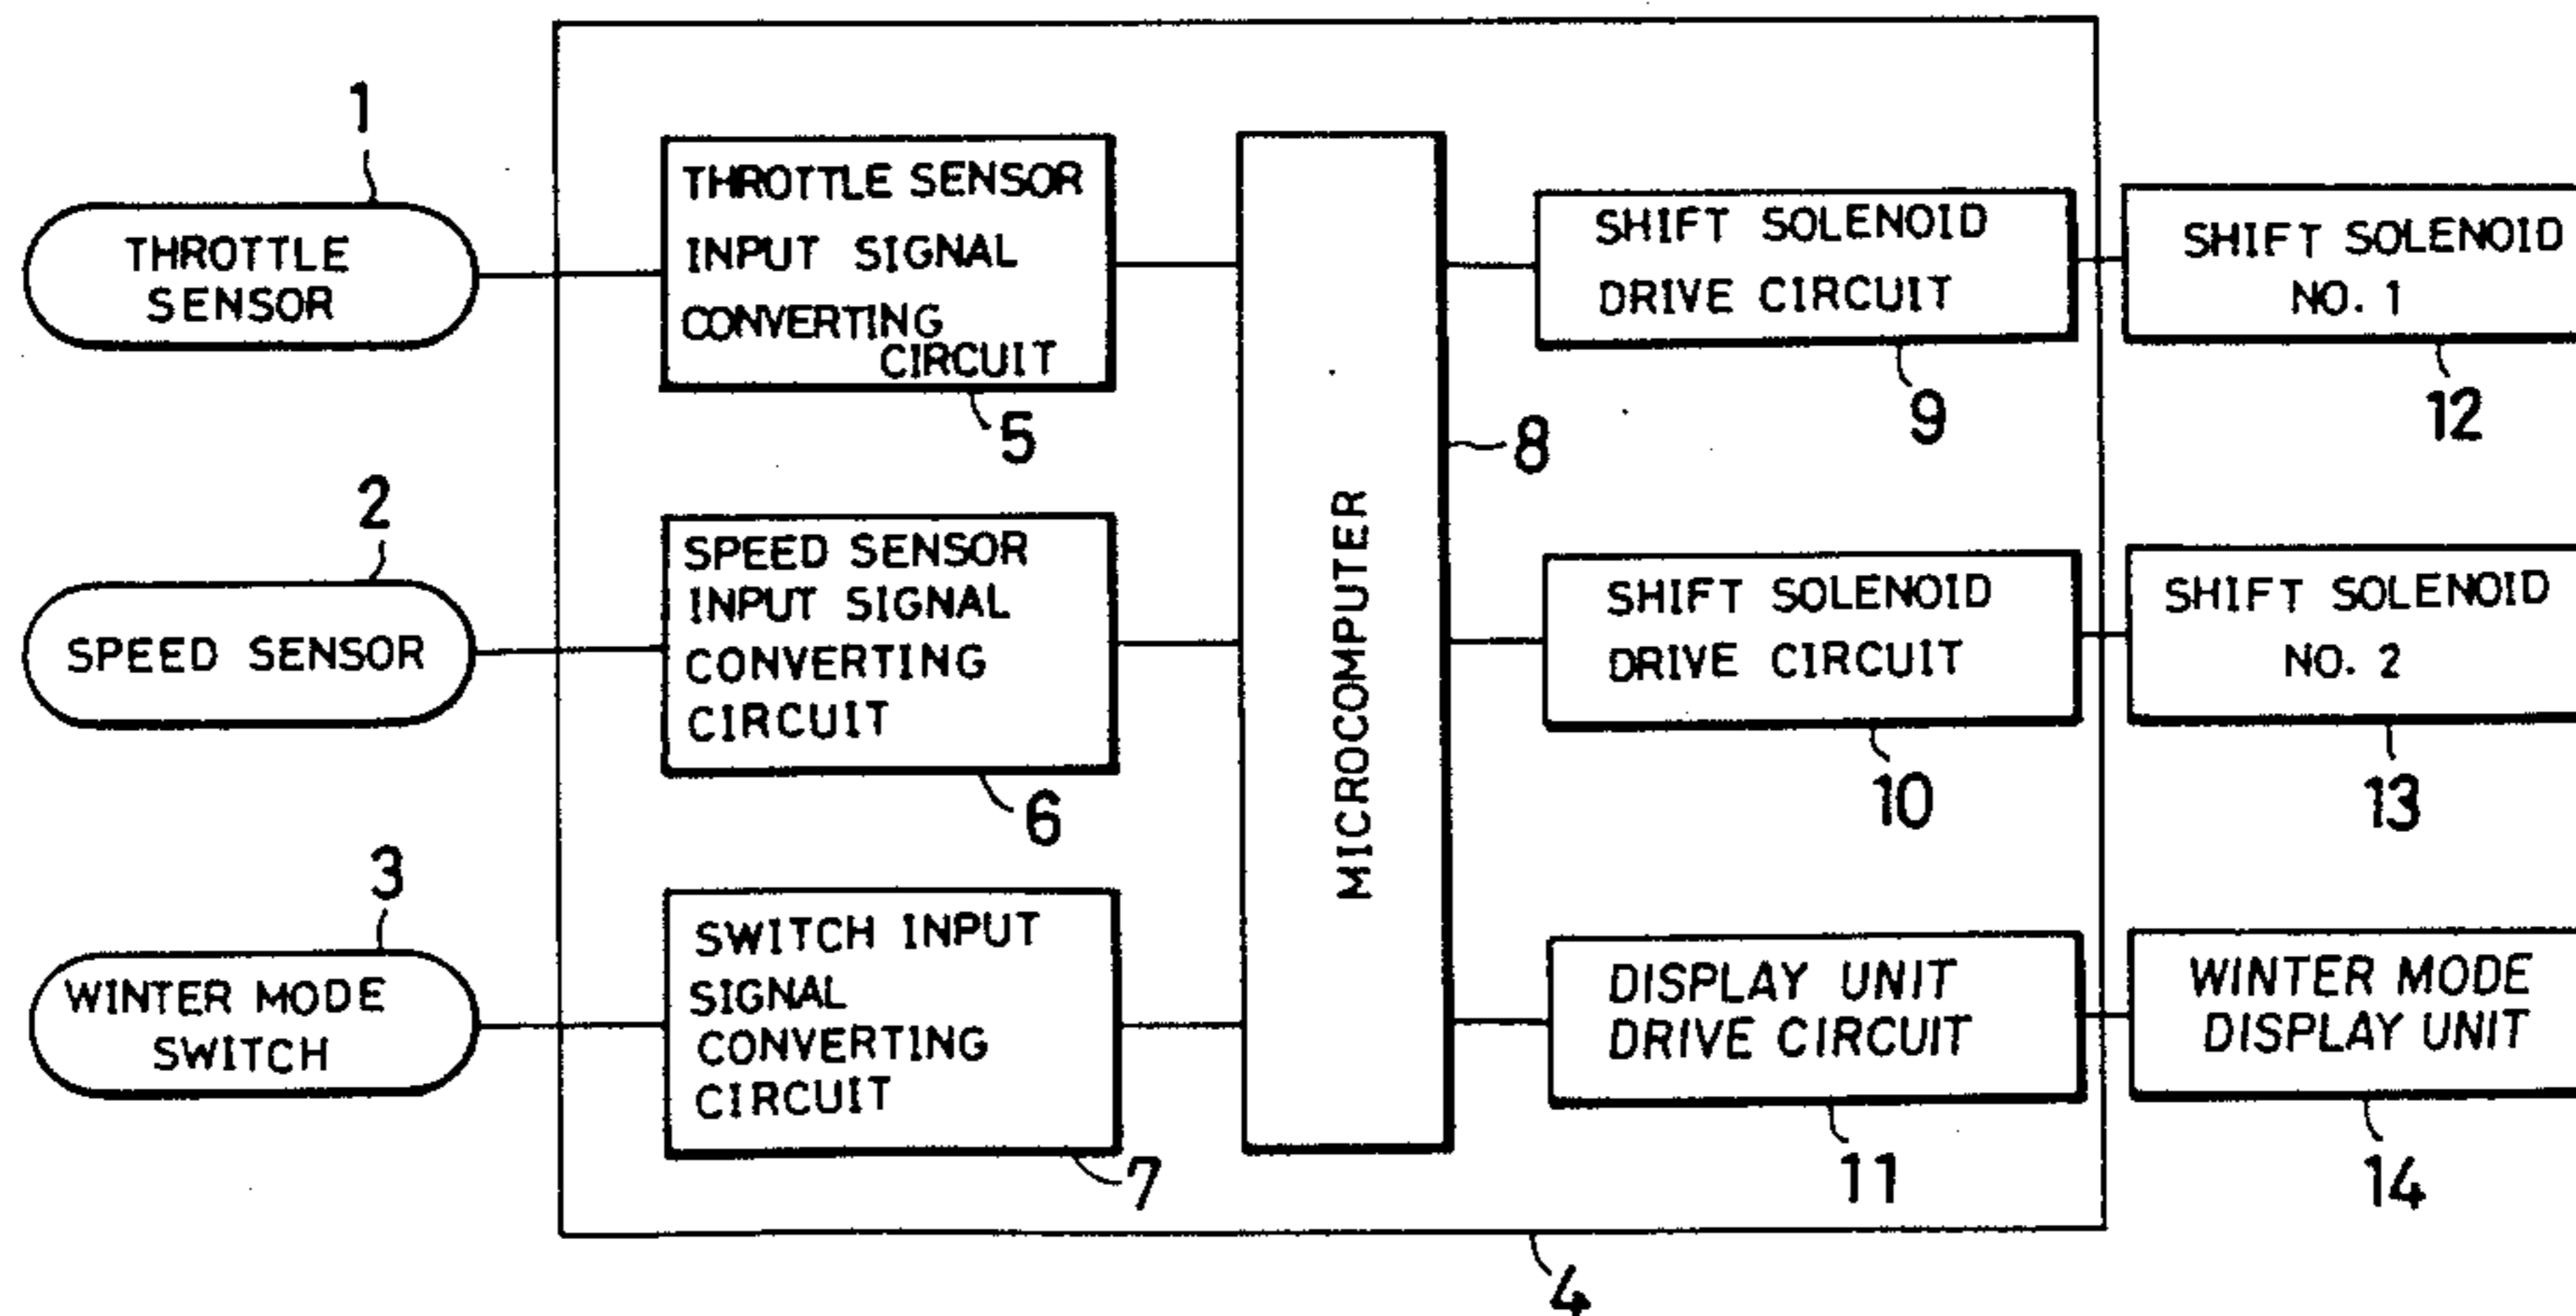 1
THROTTLE
SENSOR
THROTTLE SENSOR
INPUT SIGNAL
CONVERTING
CIRCUIT
5
SHIFT SOLENOID
DRIVE CIRCUIT
9
SHIFT SOLENOID
NO. 1
12
2
SPEED SENSOR
SPEED SENSOR
INPUT SIGNAL
CONVERTING
CIRCUIT
6
MICROCOMPUTER
8
SHIFT SOLENOID
DRIVE CIRCUIT
10
SHIFT SOLENOID
NO. 2
13
3
WINTER MODE
SWITCH
SWITCH INPUT
SIGNAL
CONVERTING
CIRCUIT
7
DISPLAY UNIT
DRIVE CIRCUIT
11
WINTER MODE
DISPLAY UNIT
14
4